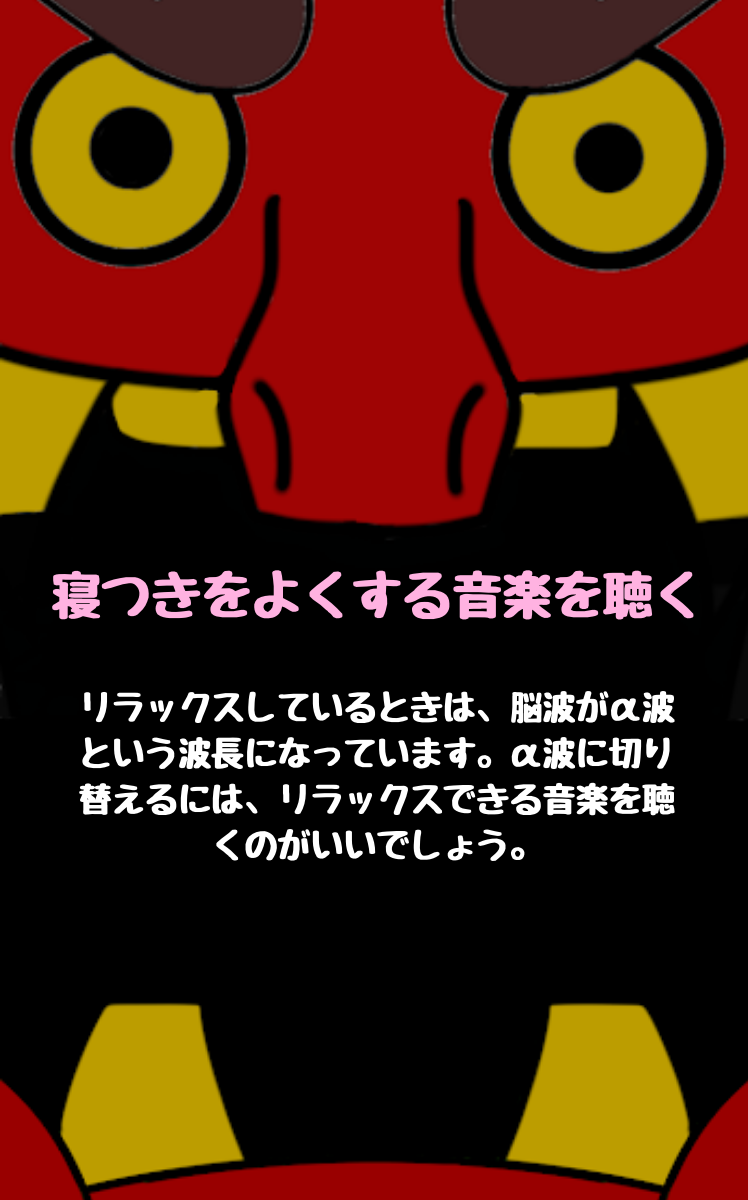 寝つきをよくする音楽を聴く
リラックスしているときは、脳波がα波
という波長になっています。α波に切り
替えるには、リラックスできる音楽を聴
くのがいいでしょう。